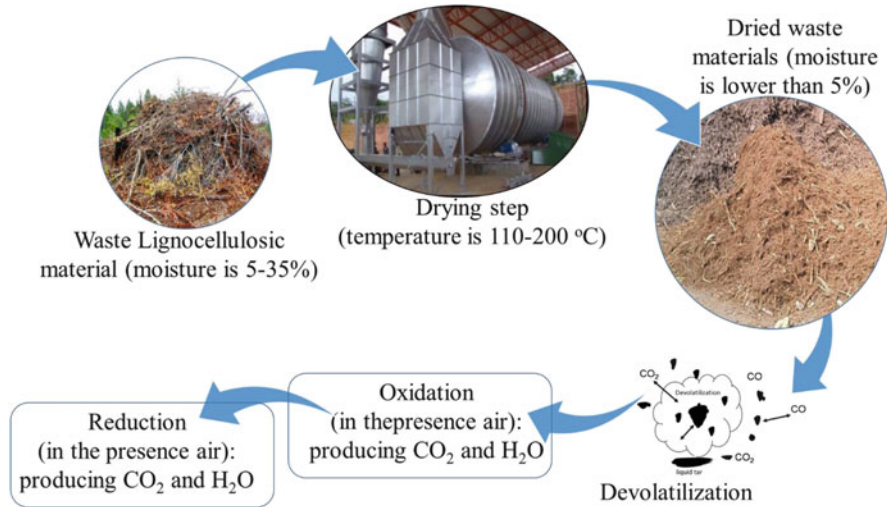 Waste Lignocellulosic
material (moisture is 5-35%)
Drying step
(temperature is 110-200 °C)
Dried waste
materials (moisture
is lower than 5%)
CO₂
CO
Devolatilization
CO
CO₂
liquid tar
Devolatilization
Oxidation
(in thepresence air):
producing CO₂ and H₂O
Reduction
(in the presence air):
producing CO₂ and H₂O